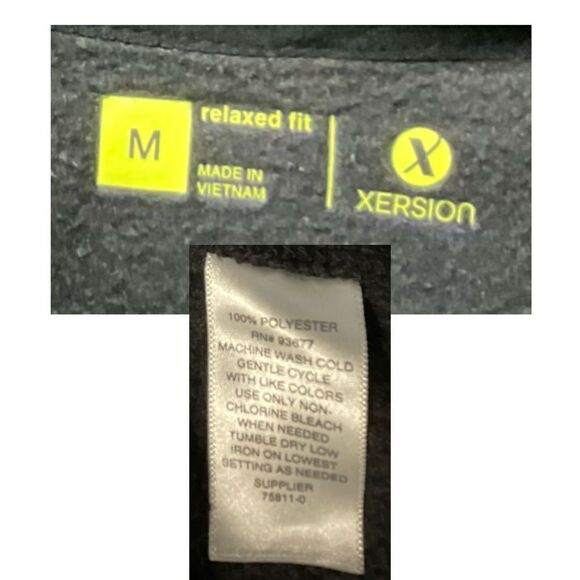 M
relaxed fit
MADE IN
VIETNAM
X
XERSION
100% POLYESTER
RN# 93677
MACHINE WASH COLD
GENTLE CYCLE
WITH LIKE COLORS
USE ONLY NON-
CHLORINE BLEACH
WHEN NEEDED
TUMBLE DRY LOW
IRON ON LOWEST
SETTING AS NEEDED
SUPPLIER
75811-0